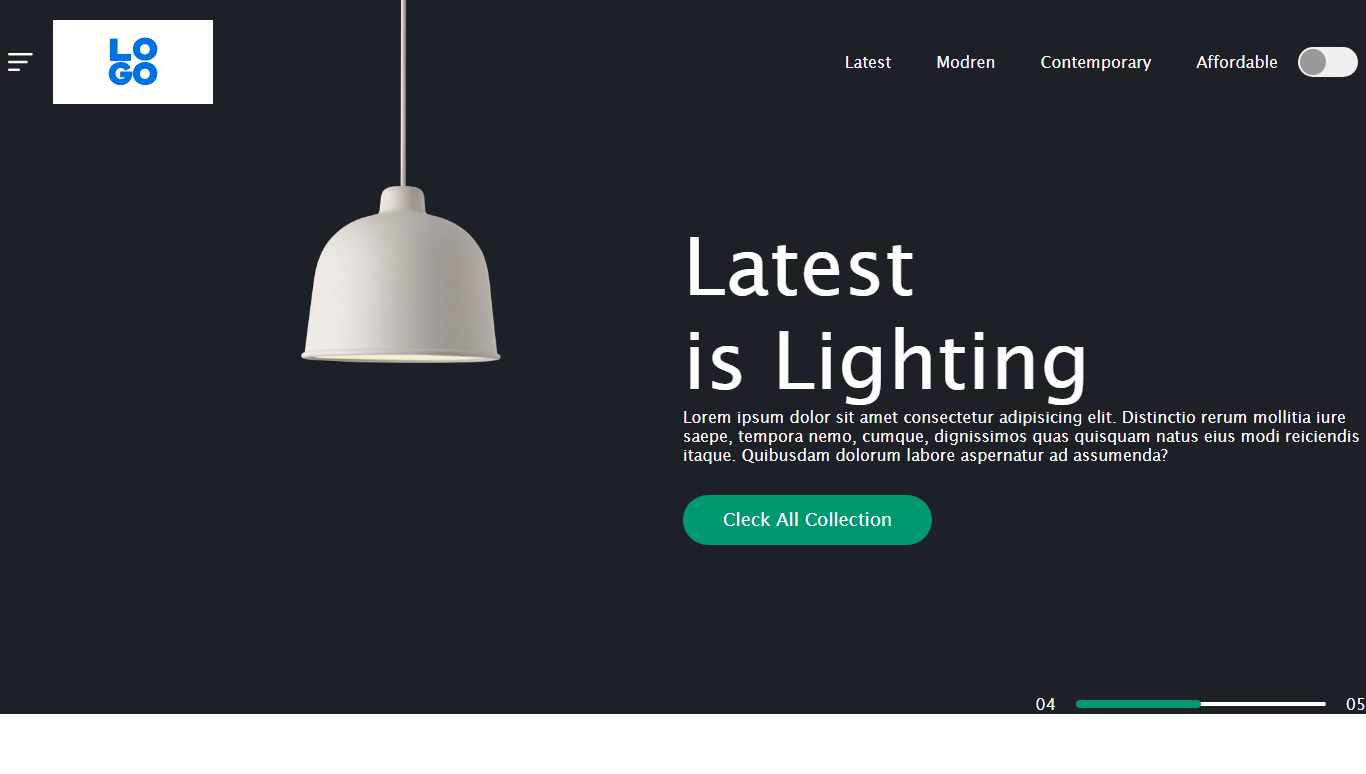 LO
GO
Latest Modren Contemporary Affordable
Latest
is Lighting
Lorem ipsum dolor sit amet consectetur adipisicing elit. Distinctio rerum mollitia iure
saepe, tempora nemo, cumque, dignissimos quas quisquam natus eius modi reiciendis
itaque. Quibusdam dolorum labore aspernatur ad assumenda?
Cleck All Collection
04 05